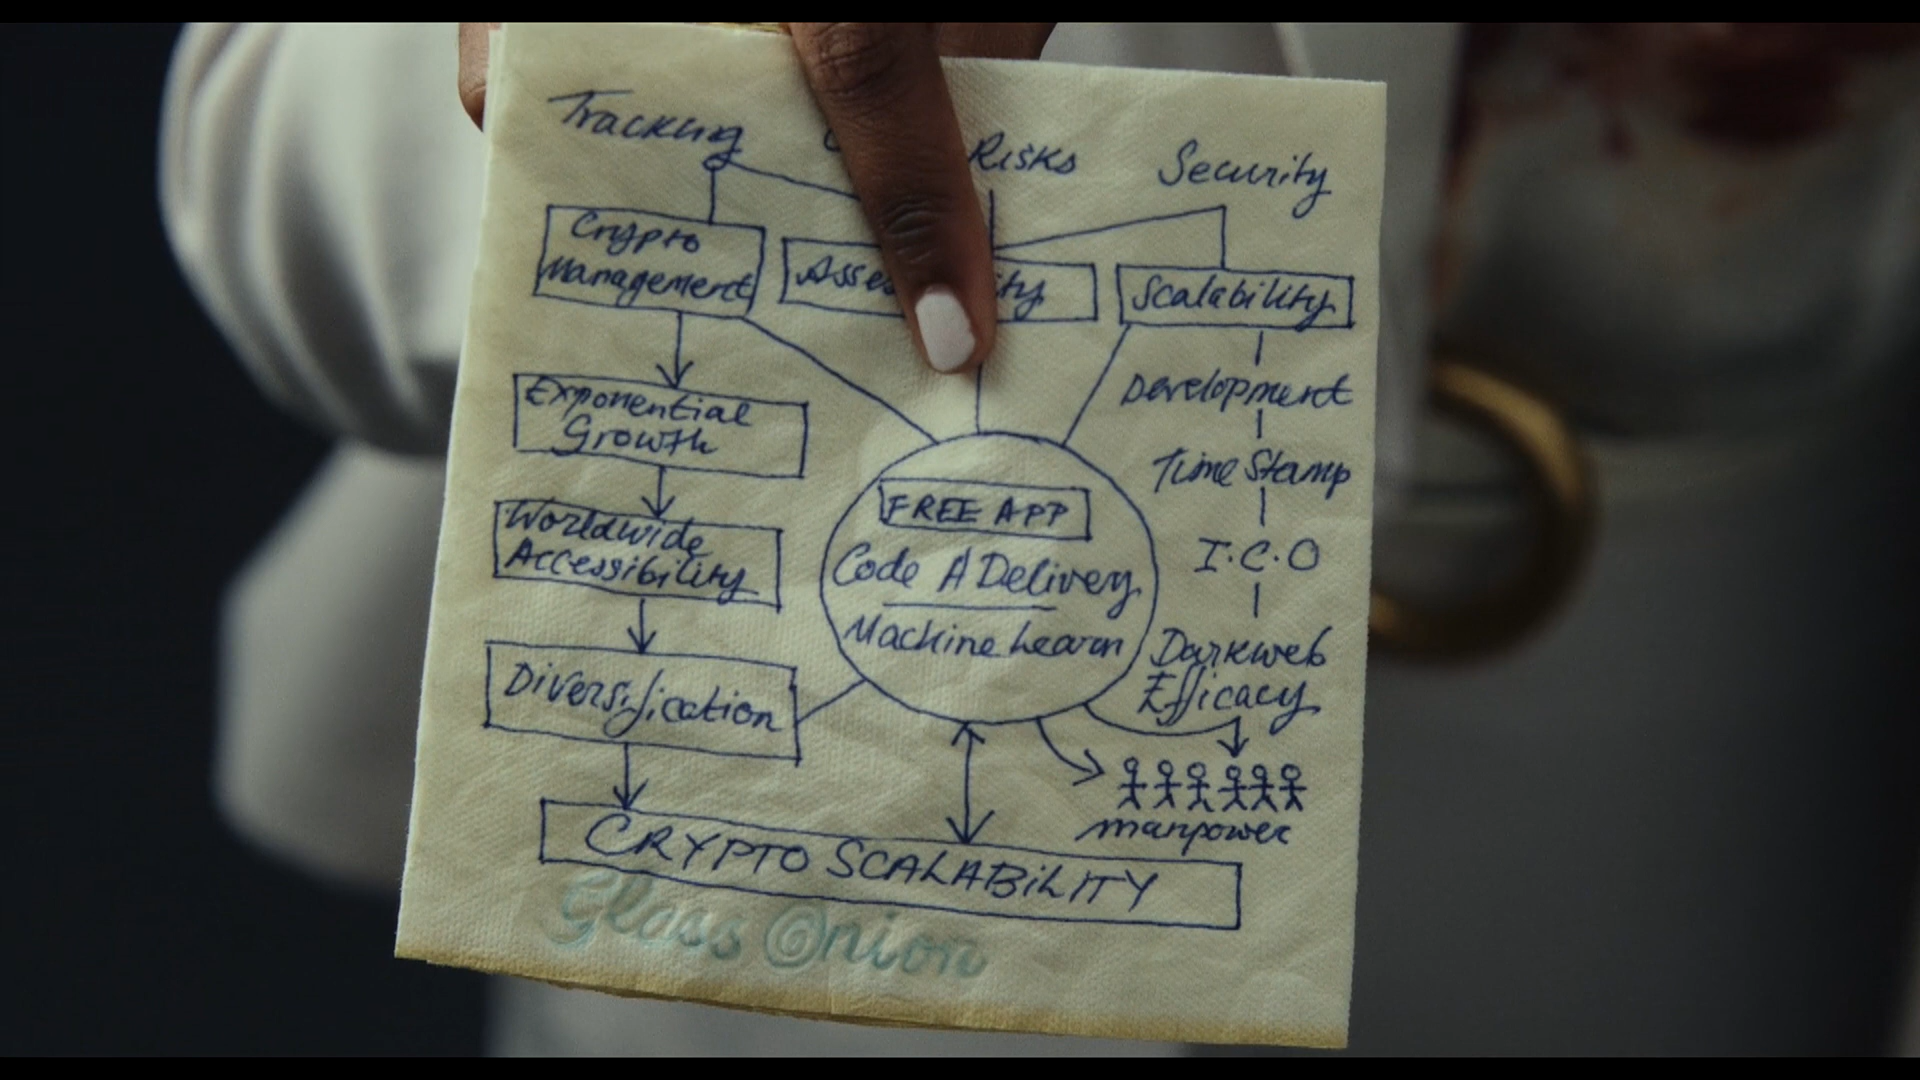 Tracking
Risks
Security
Crypto
Management
Scalability
Exponential
Growth
Worldwide
Accessibility
Diversification
FREE APP
Code A Delivery
Machine Learn
Development
Time Stamp
I.C.O
Darkweb
Efficacy
manpower
CRYPTO SCALABILITY
Glass Onion